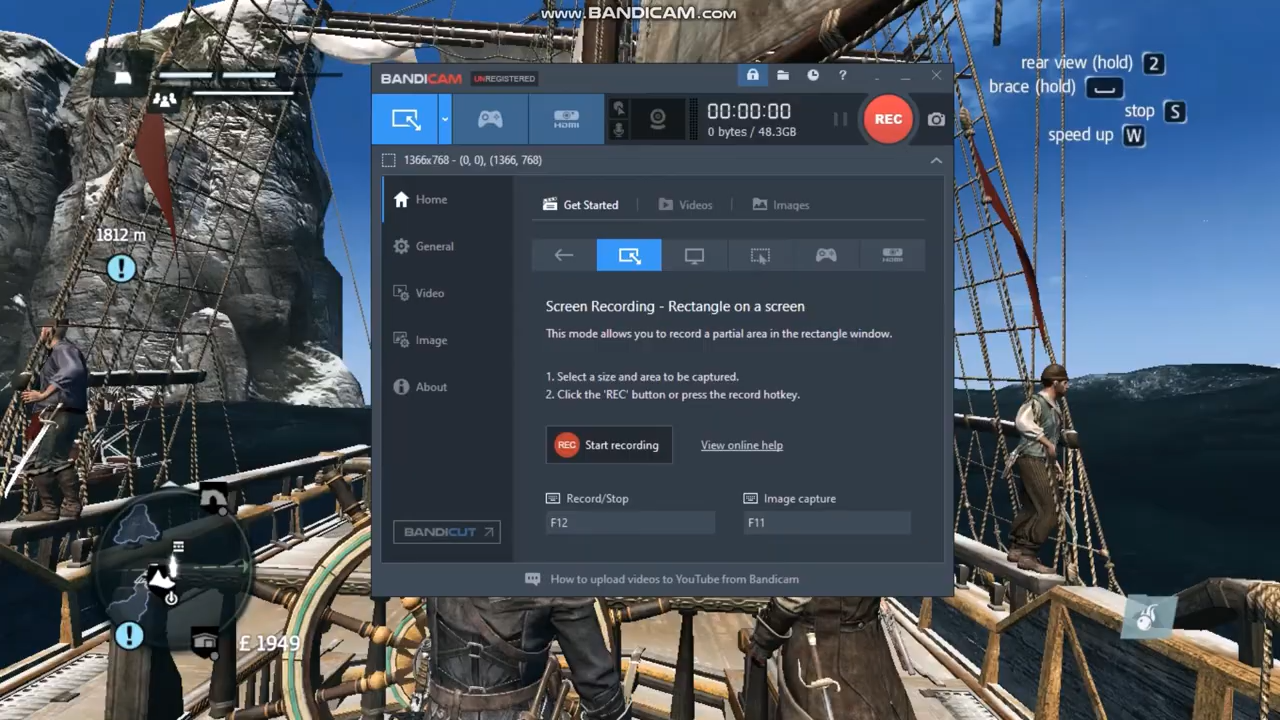 www.BANDICAM.com
rear view (hold) 2
brace (hold)
stop S
speed up W
1812 m
£ 1949
BANDICAM UNREGISTERED
HDMI
00:00:00
0 bytes / 48.3GB
REC
1366x768 - (0, 0), (1366, 768)
Home
General
Video
Image
About
BANDICUT
Get Started
Videos
Images
HDMI
Screen Recording - Rectangle on a screen
This mode allows you to record a partial area in the rectangle window.
1. Select a size and area to be captured.
2. Click the 'REC' button or press the record hotkey.
REC Start recording
View online help
Record/Stop
F12
Image capture
F11
How to upload videos to YouTube from Bandicam